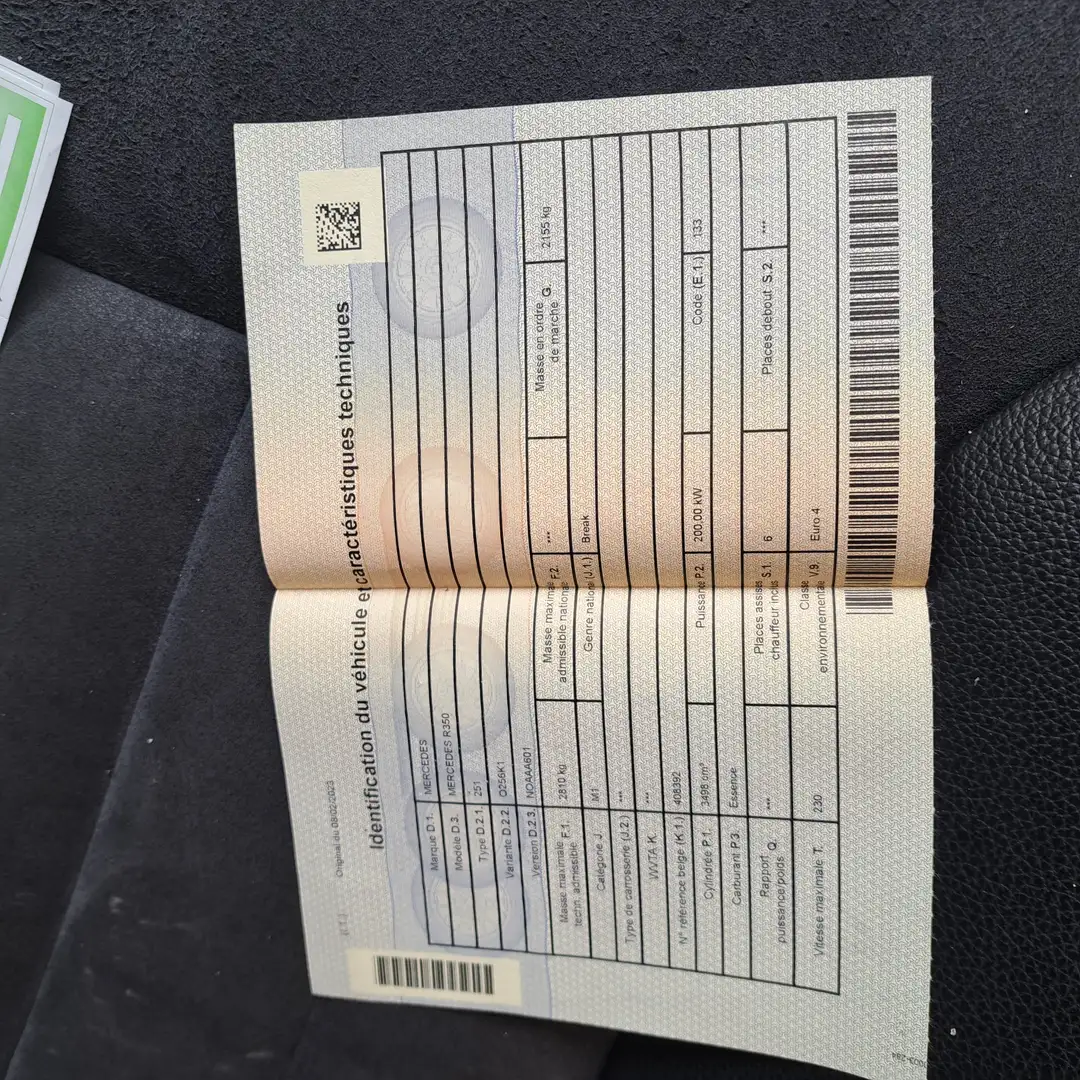 Original du 08/02/2023
Identification du véhicule et caractéristiques techniques
Marque D.1. MERCEDES
Modèle D.3. MERCEDES R350
Type D.2.1. 251
Variante D.2.2. Q256K1
Version D.2.3. NOAAA601
Masse maximale F.1. 2810 kg Masse maximale F.2. *** Masse en ordre G. 2155 kg
techn. admissible admissible nationale de marche
Catégorie J. M1 Genre national (J.1.) Break
Type de carrosserie (J.2.) ***
WVTA K. ***
N° référence belge (K.1.) 408392
Cylindrée P.1. 3498 cm³ Puissance P.2. 200.00 kW Code (E.1.) 133
Carburant P.3. Essence
Rapport Q. *** Places assises S.1. 6 Places debout S.2. ***
puissance/poids chauffeur inclus
Vitesse maximale T. 230 Classe V.9. Euro 4
environnementale